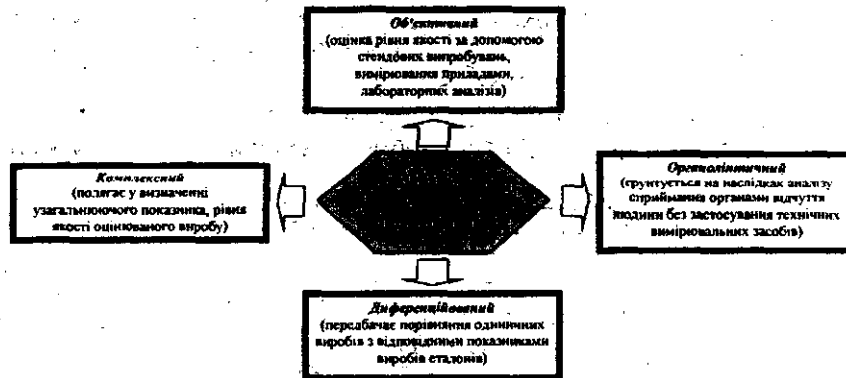 Об'єктивний
(оцінка рівня якості за допомогою
стендових випробувань,
вимірювання приладами,
лабораторних аналізів)
Комплексний
(полягає у визначенні
узагальнюючого показника, рівня
якості оцінюваного виробу)
Органоліптичний
(ґрунтується на наслідках аналізу
сприймання органами відчуття
людини без застосування технічних
вимірювальних засобів)
Диференційований
(передбачає порівняння одиничних
виробів з відповідними показниками
виробів еталонів)